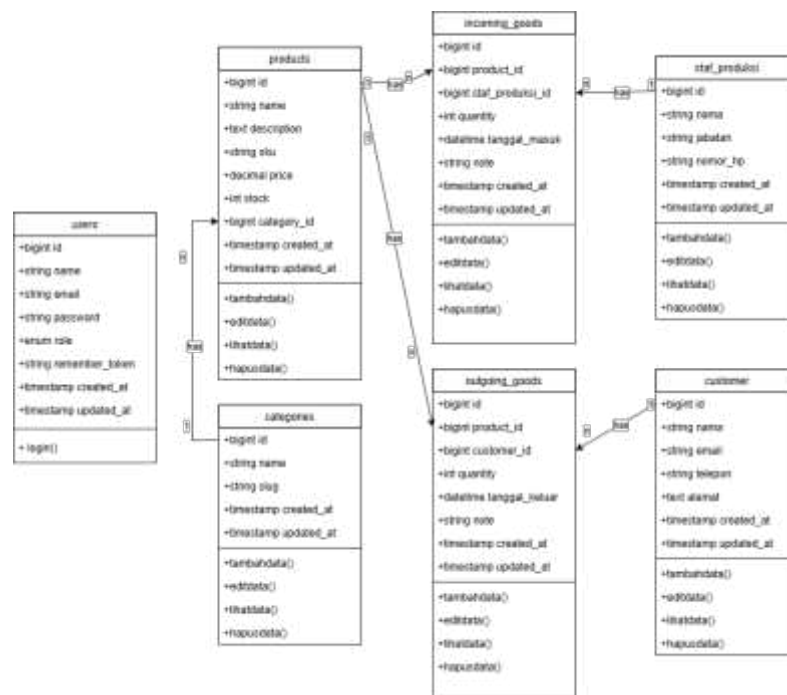 users
+bigint id
+string name
+string email
+string password
+enum role
+string remember_token
+timestamp created_at
+timestamp updated_at
+ login()
products
+bigint id
+string name
+text description
+string sku
+decimal price
+int stock
+bigint category_id
+timestamp created_at
+timestamp updated_at
+tambahdata()
+editdata()
+lihatdata()
+hapusdata()
categories
+bigint id
+string name
+string slug
+timestamp created_at
+timestamp updated_at
+tambahdata()
+editdata()
+lihatdata()
+hapusdata()
incoming_goods
+bigint id
+bigint product_id
+bigint staf_produksi_id
+int quantity
+datetime tanggal_masuk
+string note
+timestamp created_at
+timestamp updated_at
+tambahdata()
+editdata()
+lihatdata()
+hapusdata()
outgoing_goods
+bigint id
+bigint product_id
+bigint customer_id
+int quantity
+datetime tanggal_keluar
+string note
+timestamp created_at
+timestamp updated_at
+tambahdata()
+editdata()
+lihatdata()
+hapusdata()
staf_produksi
+bigint id
+string nama
+string jabatan
+string nomor_hp
+timestamp created_at
+timestamp updated_at
+tambahdata()
+editdata()
+lihatdata()
+hapusdata()
customer
+bigint id
+string nama
+string email
+string telepon
+text alamat
+timestamp created_at
+timestamp updated_at
+tambahdata()
+editdata()
+lihatdata()
+hapusdata()
has
has
has
has
has